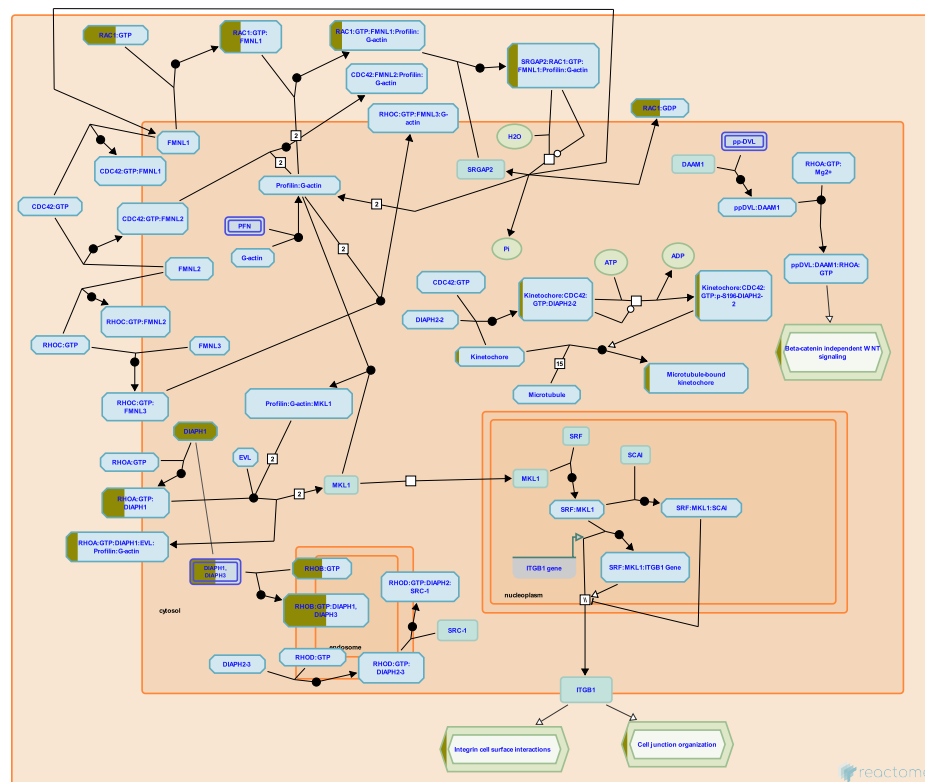 RAC1:GTP
RAC1:GTP:
FMNL1
RAC1:GTP:FMNL1:Profilin:
G-actin
SRGAP2:RAC1:GTP:
FMNL1:Profilin:G-actin
CDC42:FMNL2:Profilin:
G-actin
RHOC:GTP:FMNL3:G-
actin
RAC1:GDP
H2O
FMNL1
2
2
SRGAP2
DAAM1
pp-DVL
RHOA:GTP:
Mg2+
CDC42:GTP:FMNL1
Profilin:G-actin
2
CDC42:GTP
CDC42:GTP:FMNL2
ppDVL:DAAM1
PFN
2
Pi
G-actin
FMNL2
ATP
ADP
ppDVL:DAAM1:RHOA:
GTP
CDC42:GTP
Kinetochore:CDC42:
GTP:DIAPH2-2
Kinetochore:CDC42:
GTP:p-S196-DIAPH2-
2
RHOC:GTP:FMNL2
DIAPH2-2
RHOC:GTP
FMNL3
Kinetochore
Beta-catenin independent WNT
signaling
15
Microtubule-bound
kinetochore
Microtubule
RHOC:GTP:
FMNL3
Profilin:G-actin:MKL1
DIAPH1
SRF
SCAI
RHOA:GTP
EVL
2
MKL1
MKL1
2
RHOA:GTP:
DIAPH1
SRF:MKL1
SRF:MKL1:SCAI
RHOA:GTP:DIAPH1:EVL:
Profilin:G-actin
ITGB1 gene
SRF:MKL1:ITGB1 Gene
DIAPH1,
DIAPH3
RHOB:GTP
RHOD:GTP:DIAPH2:
SRC-1
nucleoplasm
cytosol
RHOB:GTP:DIAPH1,
DIAPH3
SRC-1
endosome
DIAPH2-3
RHOD:GTP
RHOD:GTP:
DIAPH2-3
ITGB1
Integrin cell surface interactions
Cell junction organization
reactome